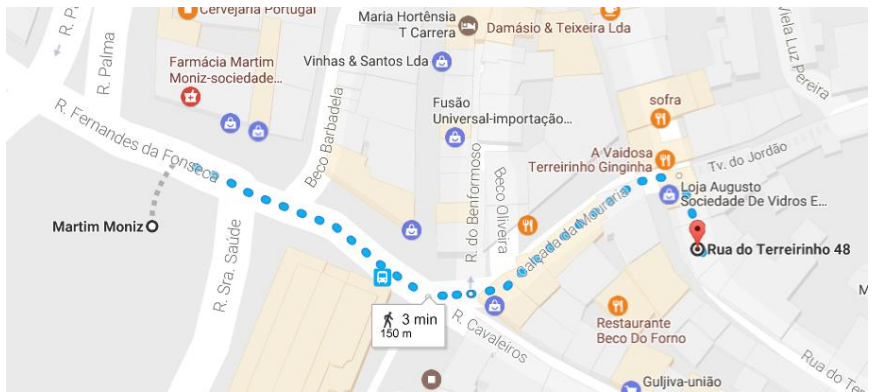 Cervejaria Portugal
Maria Hortênsia
T Carrera
Damásio & Teixeira Lda
R. Palma
Viela Luz Pereira
Farmácia Martim
Moniz-sociedade...
Vinhas & Santos Lda
Fusão
Universal-importação...
sofra
R. Fernandes da Fonseca
Beco Barbadela
R. do Benformoso
Beco Oliveira
A Vaidosa
Terreirinho Ginginha
Tv. do Jordão
Loja Augusto
Sociedade De Vidros E...
Martim Moniz
R. Sra. Saúde
Calçada da Mouraria
Rua do Terreirinho 48
3 min
150 m
R. Cavaleiros
Restaurante
Beco Do Forno
Guljiva-união
Rua do